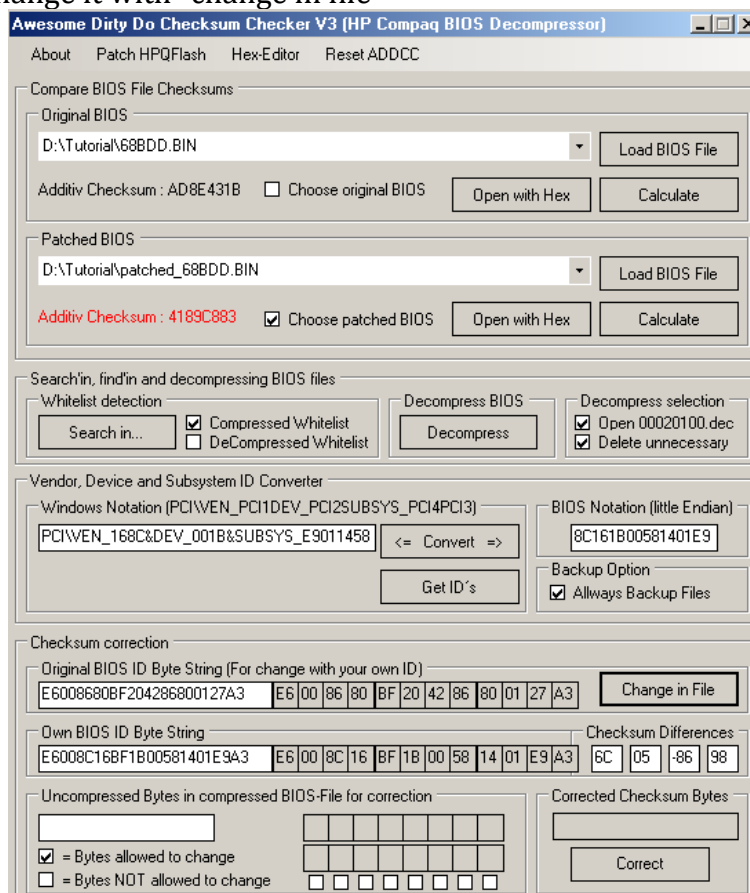 Awesome Dirty Do Checksum Checker V3 (HP Compaq BIOS Decompressor)
About Patch HPQFlash Hex-Editor Reset ADDCC
Compare BIOS File Checksums
Original BIOS
D:\Tutorial\68BDD.BIN
Load BIOS File
Additiv Checksum : AD8E431B
Choose original BIOS
Open with Hex
Calculate
Patched BIOS
D:\Tutorial\patched_68BDD.BIN
Load BIOS File
Additiv Checksum : 4189C883
Choose patched BIOS
Open with Hex
Calculate
Search'in, find'in and decompressing BIOS files
Whitelist detection
Search in...
Compressed Whitelist
DeCompressed Whitelist
Decompress BIOS
Decompress
Decompress selection
Open 00020100.dec
Delete unnecessary
Vendor, Device and Subsystem ID Converter
Windows Notation (PCI\VEN_PCI1DEV_PCI2SUBSYS_PCI4PCI3)
PCI\VEN_168C&DEV_001B&SUBSYS_E9011458
<= Convert =>
Get ID´s
BIOS Notation (little Endian)
8C161B00581401E9
Backup Option
Allways Backup Files
Checksum correction
Original BIOS ID Byte String (For change with your own ID)
E6008680BF204286800127A3 E6 00 86 80 BF 20 42 86 80 01 27 A3
Change in File
Own BIOS ID Byte String
E6008C16BF1B00581401E9A3 E6 00 8C 16 BF 1B 00 58 14 01 E9 A3
Checksum Differences
6C 05 -86 98
Uncompressed Bytes in compressed BIOS-File for correction
= Bytes allowed to change
= Bytes NOT allowed to change
Corrected Checksum Bytes
Correct